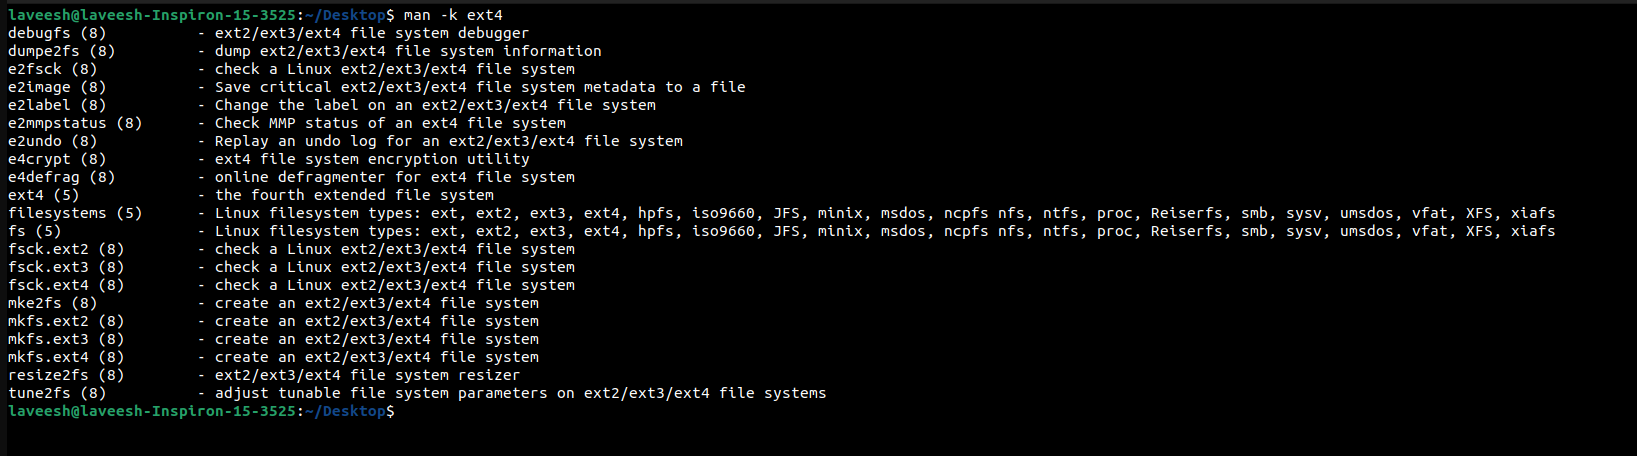 laveesh@laveesh-Inspiron-15-3525:~/Desktop$ man -k ext4
debugfs (8)          - ext2/ext3/ext4 file system debugger
dumpe2fs (8)         - dump ext2/ext3/ext4 file system information
e2fsck (8)           - check a Linux ext2/ext3/ext4 file system
e2image (8)          - Save critical ext2/ext3/ext4 file system metadata to a file
e2label (8)          - Change the label on an ext2/ext3/ext4 file system
e2mmpstatus (8)      - Check MMP status of an ext4 file system
e2undo (8)           - Replay an undo log for an ext2/ext3/ext4 file system
e4crypt (8)          - ext4 file system encryption utility
e4defrag (8)         - online defragmenter for ext4 file system
ext4 (5)             - the fourth extended file system
filesystems (5)      - Linux filesystem types: ext, ext2, ext3, ext4, hpfs, iso9660, JFS, minix, msdos, ncpfs nfs, ntfs, proc, Reiserfs, smb, sysv, umsdos, vfat, XFS, xiafs
fs (5)               - Linux filesystem types: ext, ext2, ext3, ext4, hpfs, iso9660, JFS, minix, msdos, ncpfs nfs, ntfs, proc, Reiserfs, smb, sysv, umsdos, vfat, XFS, xiafs
fsck.ext2 (8)        - check a Linux ext2/ext3/ext4 file system
fsck.ext3 (8)        - check a Linux ext2/ext3/ext4 file system
fsck.ext4 (8)        - check a Linux ext2/ext3/ext4 file system
mke2fs (8)           - create an ext2/ext3/ext4 file system
mkfs.ext2 (8)        - create an ext2/ext3/ext4 file system
mkfs.ext3 (8)        - create an ext2/ext3/ext4 file system
mkfs.ext4 (8)        - create an ext2/ext3/ext4 file system
resize2fs (8)        - ext2/ext3/ext4 file system resizer
tune2fs (8)          - adjust tunable file system parameters on ext2/ext3/ext4 file systems
laveesh@laveesh-Inspiron-15-3525:~/Desktop$